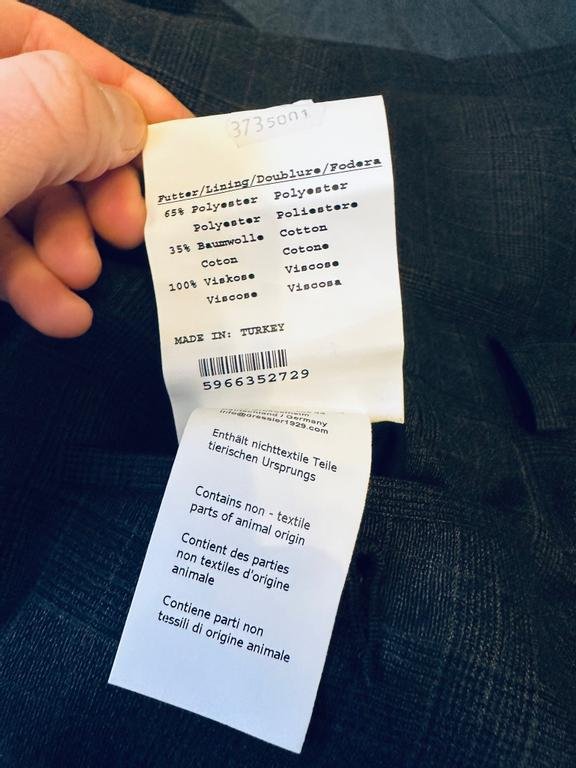 3735001
Futter/Lining/Doublure/Fodera
65% Polyester Polyester
Polyester Poliestere
35% Baumwolle Cotton
Coton Cotone
100% Viskose Viscose
Viscose Viscosa
MADE IN: TURKEY
5966352729
/ Germany
info@dressler1929.com
Enthält nichttextile Teile
tierischen Ursprungs
Contains non - textile
parts of animal origin
Contient des parties
non textiles d'origine
animale
Contiene parti non
tessili di origine animale